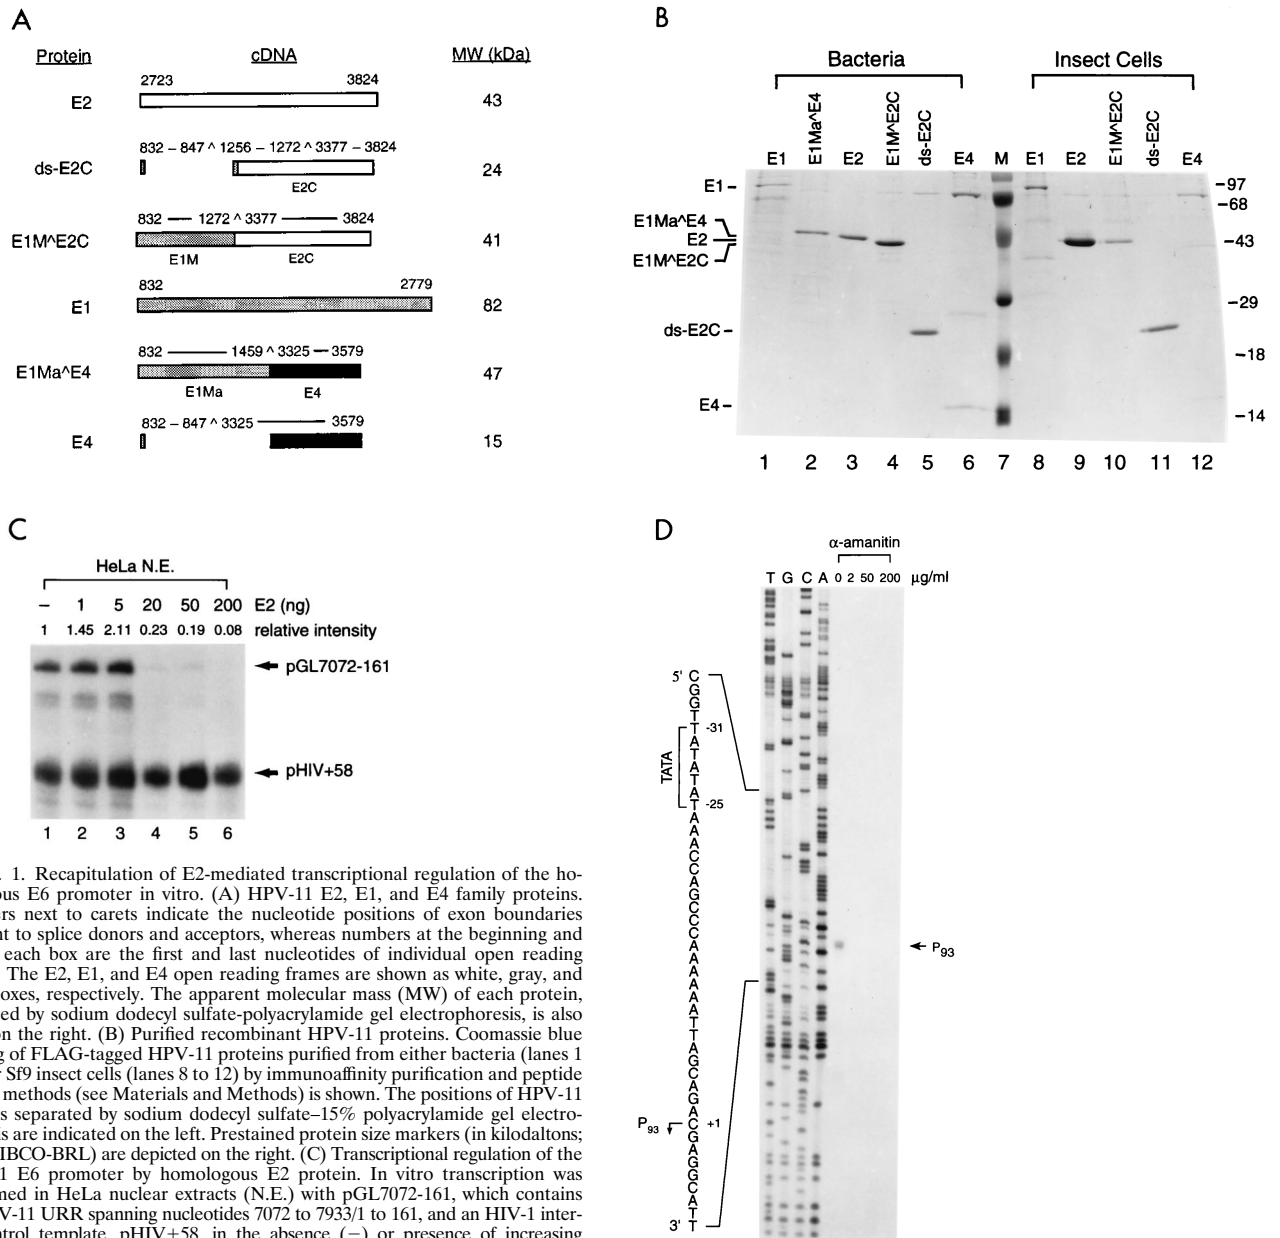 A
Protein cDNA MW (kDa)
2723 3824
E2 43
832 – 847 ^ 1256 – 1272 ^ 3377 – 3824
ds-E2C 24
E2C
832 — 1272 ^ 3377 —— 3824
E1M^E2C 41
E1M E2C
832 2779
E1 82
832 —— 1459 ^ 3325 — 3579
E1Ma^E4 47
E1Ma E4
832 – 847 ^ 3325 —— 3579
E4 15
B
Bacteria Insect Cells
E1 E1Ma^E4 E2 E1M^E2C ds-E2C E4 M E1 E2 E1M^E2C ds-E2C E4
E1 –
E1Ma^E4
E2
E1M^E2C
ds-E2C –
E4 –
–97
–68
–43
–29
–18
–14
1 2 3 4 5 6 7 8 9 10 11 12
C
HeLa N.E.
– 1 5 20 50 200 E2 (ng)
1 1.45 2.11 0.23 0.19 0.08 relative intensity
pGL7072-161
pHIV+58
1 2 3 4 5 6
D
α-amanitin
T G C A 0 2 50 200 μg/ml
5' C
G
G
T
T -31
A
T
A
T
A
T -25
TATA
A
A
A
C
C
A
G
C
C
C
A
A
A
A
A
A
T
T
A
G
C
A
G
A
P93 C +1
G
A
G
G
C
A
T
3' T
P93
. 1. Recapitulation of E2-mediated transcriptional regulation of the ho-
ous E6 promoter in vitro. (A) HPV-11 E2, E1, and E4 family proteins.
ers next to carets indicate the nucleotide positions of exon boundaries
nt to splice donors and acceptors, whereas numbers at the beginning and
each box are the first and last nucleotides of individual open reading
The E2, E1, and E4 open reading frames are shown as white, gray, and
oxes, respectively. The apparent molecular mass (MW) of each protein,
ed by sodium dodecyl sulfate-polyacrylamide gel electrophoresis, is also
on the right. (B) Purified recombinant HPV-11 proteins. Coomassie blue
g of FLAG-tagged HPV-11 proteins purified from either bacteria (lanes 1
r Sf9 insect cells (lanes 8 to 12) by immunoaffinity purification and peptide
methods (see Materials and Methods) is shown. The positions of HPV-11
s separated by sodium dodecyl sulfate–15% polyacrylamide gel electro-
is are indicated on the left. Prestained protein size markers (in kilodaltons;
IBCO-BRL) are depicted on the right. (C) Transcriptional regulation of the
1 E6 promoter by homologous E2 protein. In vitro transcription was
ned in HeLa nuclear extracts (N.E.) with pGL7072-161, which contains
V-11 URR spanning nucleotides 7072 to 7933/1 to 161, and an HIV-1 inter-
ntrol template, pHIV+58, in the absence (−) or presence of increasing